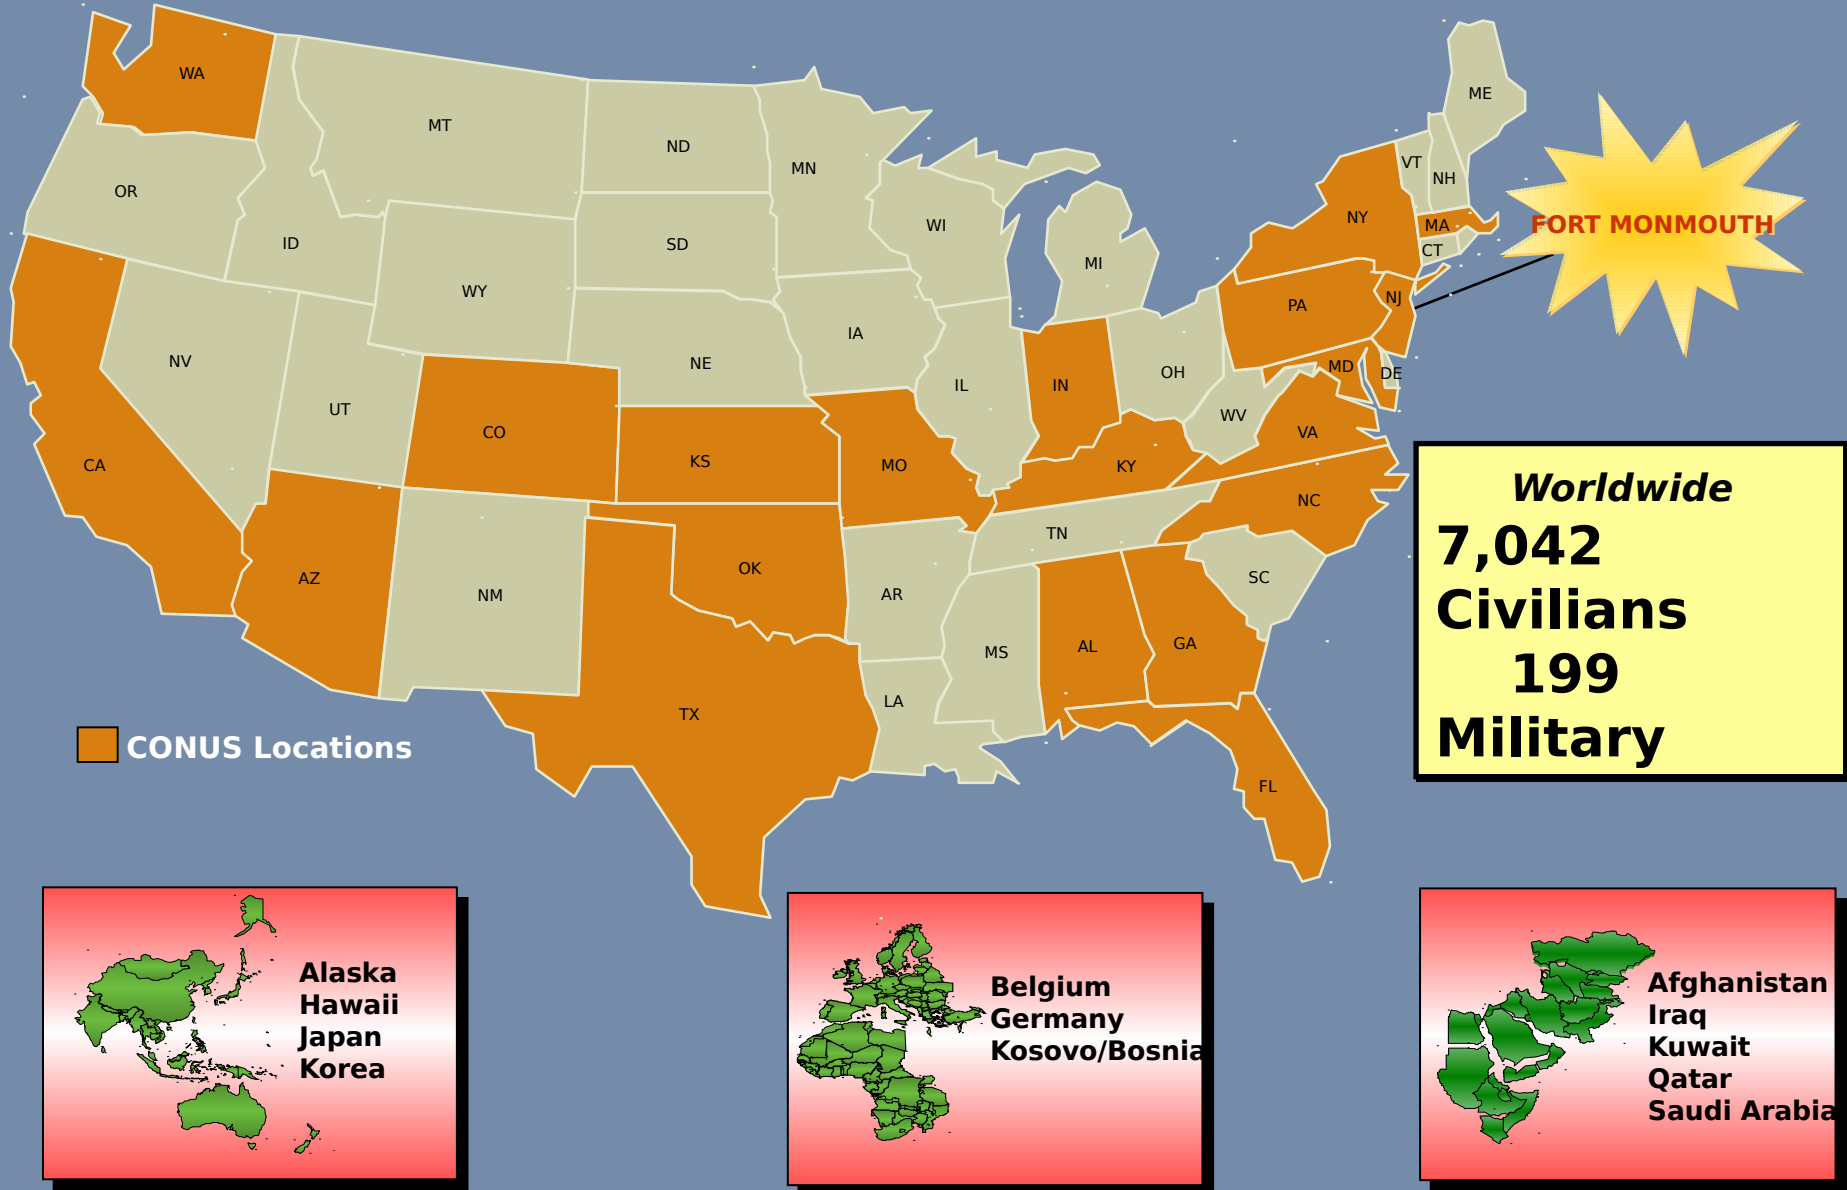 WA
MT
ND
MN
ME
OR
ID
SD
WI
MI
VT
NH
NY
MA
CT
FORT MONMOUTH
WY
NE
IA
IL
IN
OH
PA
NJ
MD
DE
NV
UT
CO
KS
MO
KY
WV
VA
CA
AZ
NM
OK
AR
TN
NC
SC
TX
LA
MS
AL
GA
FL
Worldwide
7,042
Civilians
199
Military
CONUS Locations
Alaska
Hawaii
Japan
Korea
Belgium
Germany
Kosovo/Bosnia
Afghanistan
Iraq
Kuwait
Qatar
Saudi Arabia